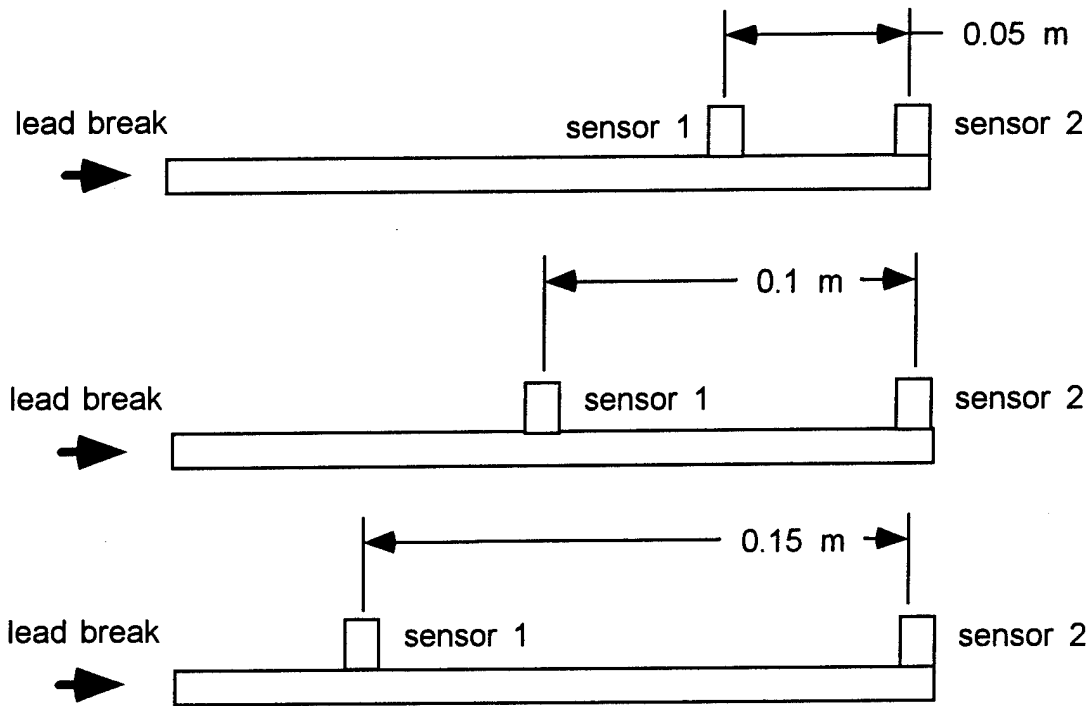 0.05 m
lead break
sensor 1
sensor 2
0.1 m
lead break
sensor 1
sensor 2
0.15 m
lead break
sensor 1
sensor 2